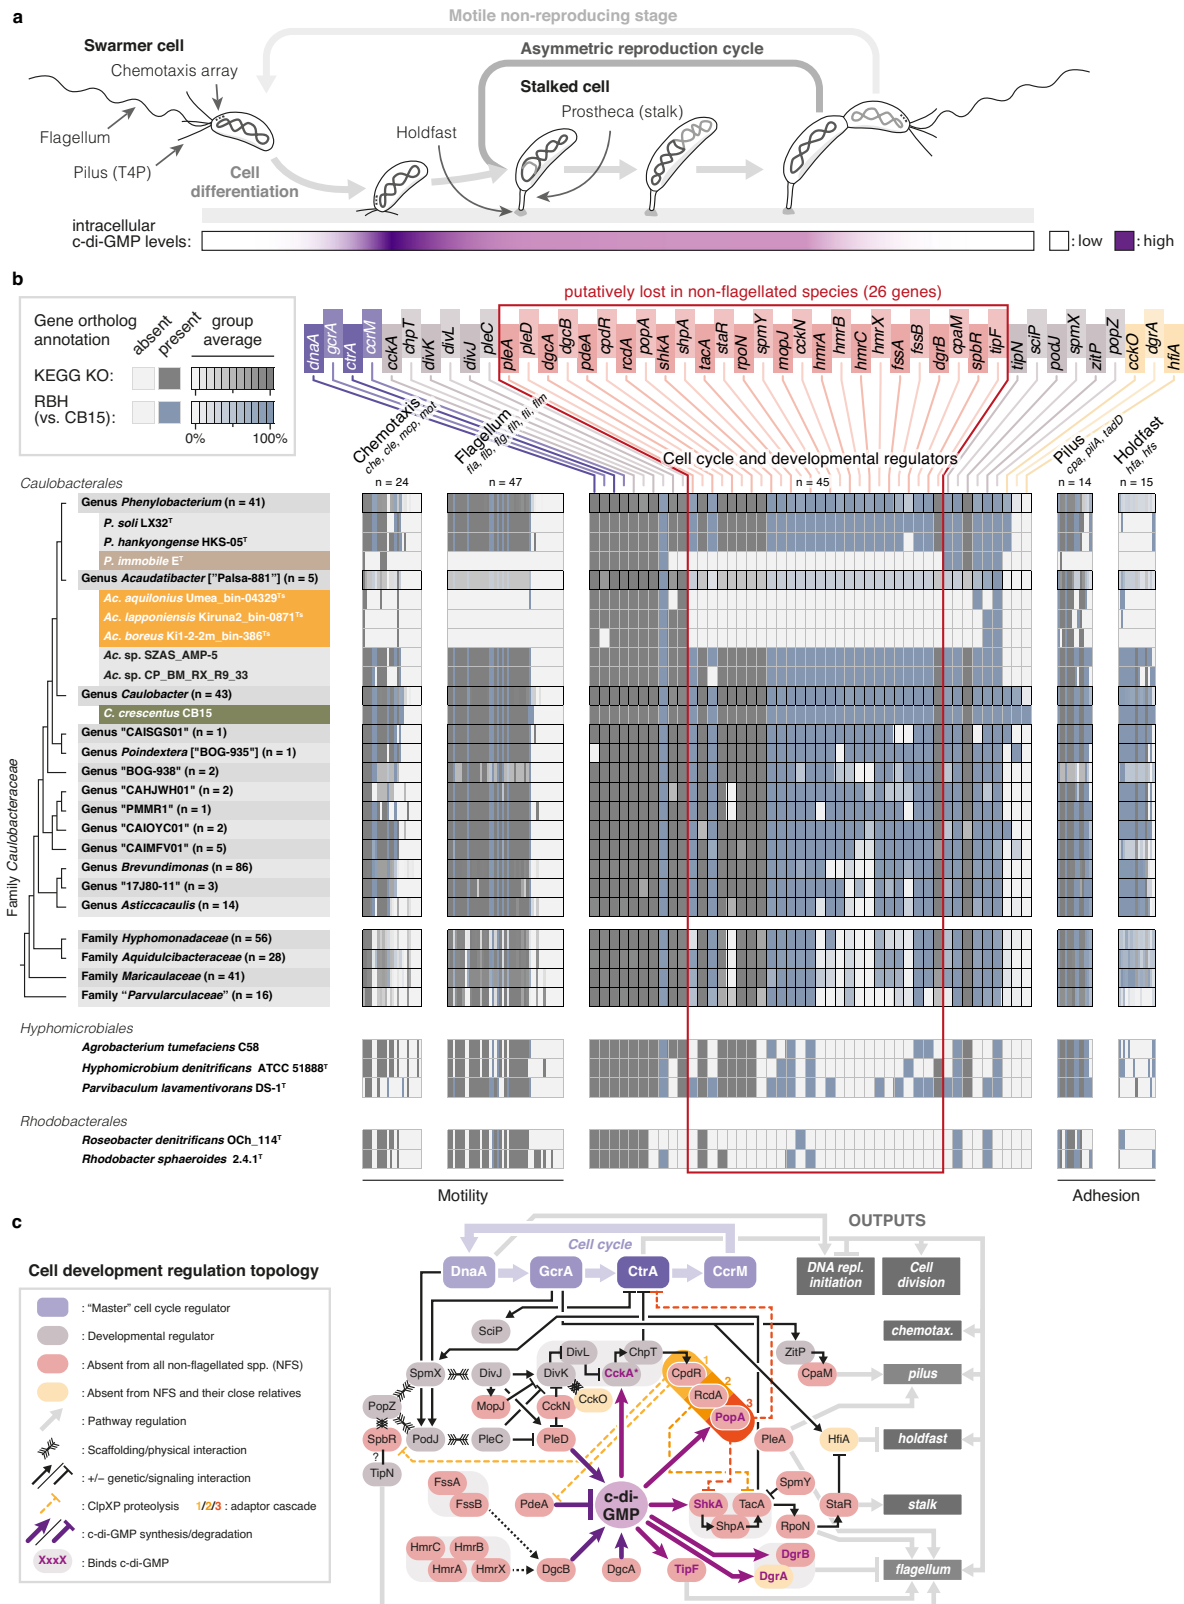 a
Motile non-reproducing stage
Swarmer cell
Asymmetric reproduction cycle
Chemotaxis array
Stalked cell
Prostheca (stalk)
Flagellum
Holdfast
Pilus (T4P)
Cell
differentiation
intracellular
c-di-GMP levels:
: low
: high
b
putatively lost in non-flagellated species (26 genes)
Gene ortholog
annotation
absent
present
group
average
KEGG KO:
RBH
(vs. CB15):
0%
100%
dnaA
gcrA
ctrA
ccrM
cckA
chpT
divK
divL
divJ
pleC
pleA
pleD
dgcA
dgcB
pdeA
cpdR
rcdA
popA
shkA
shpA
tacA
staR
rpoN
spmY
mopJ
cckN
hmrA
hmrB
hmrC
hmrX
fssA
fssB
dgrB
cpaM
spbR
tipF
tipN
sciP
podJ
spmX
zitP
popZ
cckO
dgrA
hfiA
Chemotaxis
che, cle, mcp, mot
Flagellum
fla, flb, flg, flh, fli, flm
Cell cycle and developmental regulators
Pilus
cpa, pilA, tadD
Holdfast
hfa, hfs
n = 24
n = 47
n = 45
n = 14
n = 15
Caulobacterales
Family Caulobacteraceae
Genus Phenylobacterium (n = 41)
P. soli LX32ᵀ
P. hankyongense HKS-05ᵀ
P. immobile Eᵀ
Genus Acaudatibacter ["Palsa-881"] (n = 5)
Ac. aquilonius Umea_bin-04329ᵀˢ
Ac. lapponiensis Kiruna2_bin-0871ᵀˢ
Ac. boreus Ki1-2-2m_bin-386ᵀˢ
Ac. sp. SZAS_AMP-5
Ac. sp. CP_BM_RX_R9_33
Genus Caulobacter (n = 43)
C. crescentus CB15
Genus "CAISGS01" (n = 1)
Genus Poindextera ["BOG-935"] (n = 1)
Genus "BOG-938" (n = 2)
Genus "CAHJWH01" (n = 2)
Genus "PMMR1" (n = 1)
Genus "CAIOYC01" (n = 2)
Genus "CAIMFV01" (n = 5)
Genus Brevundimonas (n = 86)
Genus "17J80-11" (n = 3)
Genus Asticcacaulis (n = 14)
Family Hyphomonadaceae (n = 56)
Family Aquidulcibacteraceae (n = 28)
Family Maricaulaceae (n = 41)
Family "Parvularculaceae" (n = 16)
Hyphomicrobiales
Agrobacterium tumefaciens C58
Hyphomicrobium denitrificans ATCC 51888ᵀ
Parvibaculum lavamentivorans DS-1ᵀ
Rhodobacterales
Roseobacter denitrificans OCh_114ᵀ
Rhodobacter sphaeroides 2.4.1ᵀ
Motility
Adhesion
c
Cell development regulation topology
: "Master" cell cycle regulator
: Developmental regulator
: Absent from all non-flagellated spp. (NFS)
: Absent from NFS and their close relatives
: Pathway regulation
: Scaffolding/physical interaction
: +/− genetic/signaling interaction
: ClpXP proteolysis
1/2/3 : adaptor cascade
: c-di-GMP synthesis/degradation
XxxX : Binds c-di-GMP
OUTPUTS
Cell cycle
DnaA
GcrA
CtrA
CcrM
DNA repl.
initiation
Cell
division
SciP
chemotax.
DivL
ChpT
ZitP
SpmX
DivJ
DivK
CckA*
CpdR
1
CpaM
pilus
CckO
RcdA
2
PopZ
MopJ
CckN
PopA
3
SpbR
PodJ
PleC
PleD
PleA
HfiA
holdfast
?
TipN
FssA
FssB
PdeA
c-di-
GMP
ShkA
TacA
SpmY
StaR
stalk
ShpA
RpoN
HmrC
HmrB
HmrA
HmrX
DgcB
DgcA
TipF
DgrB
DgrA
flagellum